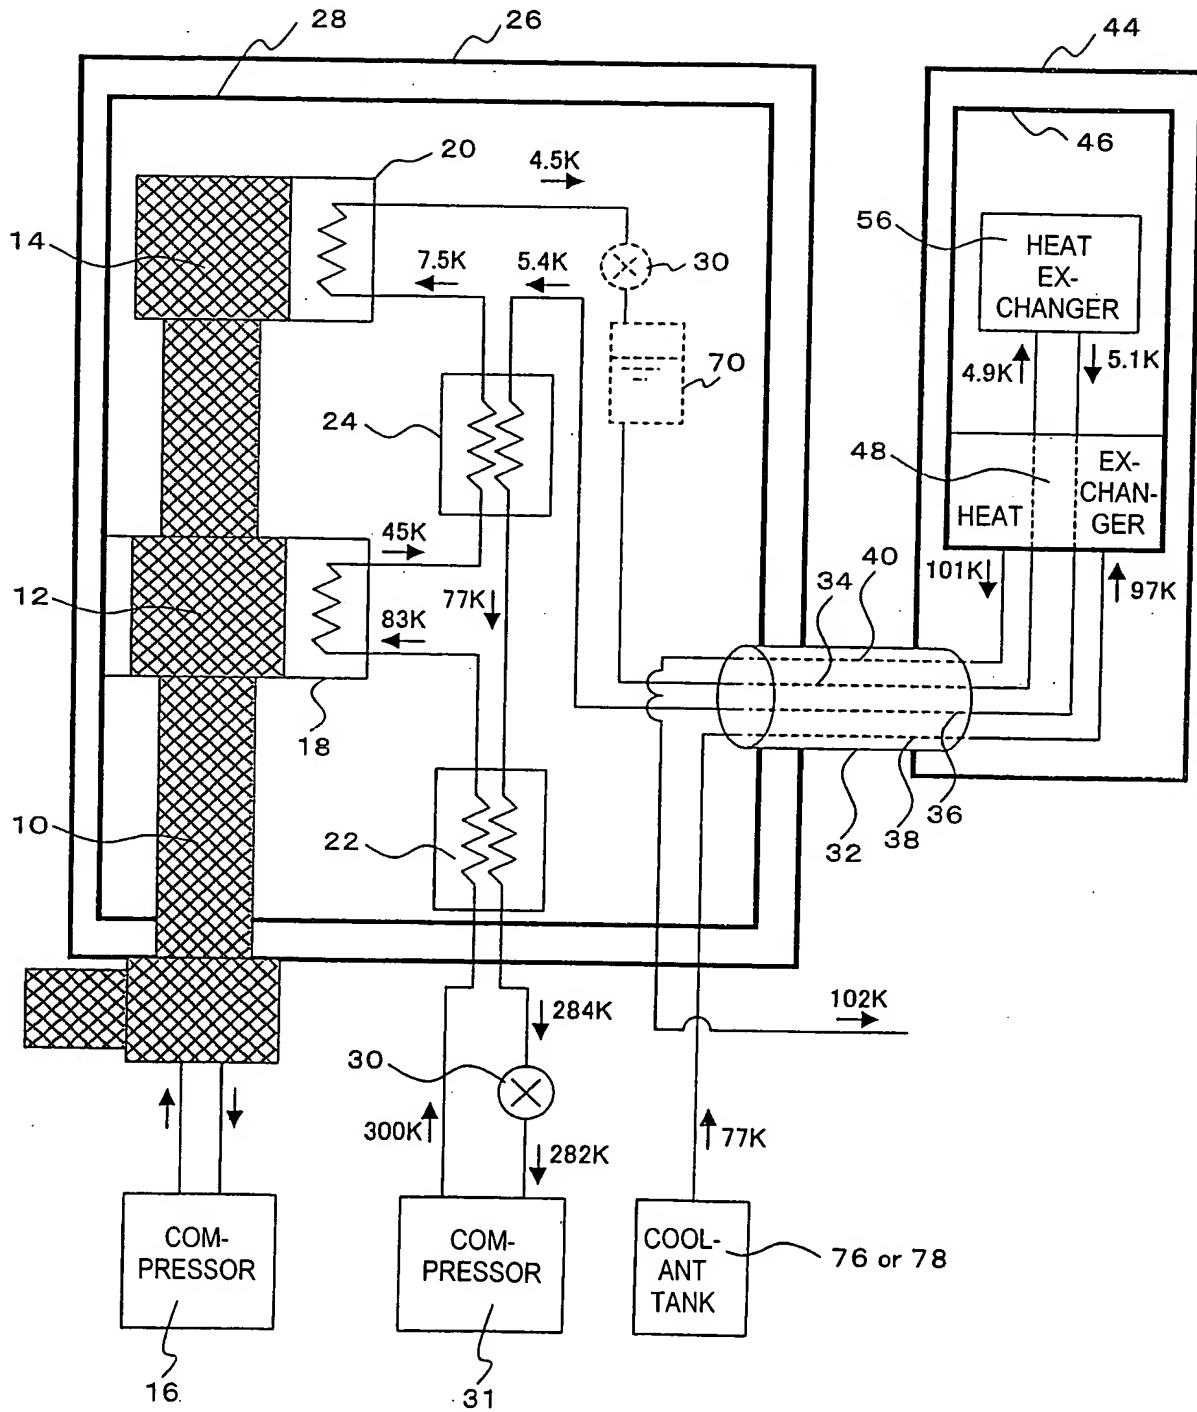 28
26
44
46
20
4.5K
14
7.5K
5.4K
30
56
HEAT
EX-
CHANGER
70
4.9K
5.1K
24
48
EX-
CHAN-
GER
HEAT
45K
77K
83K
12
34
40
101K
97K
18
10
22
32
38
36
102K
284K
30
300K
282K
77K
COM-
PRESSOR
COM-
PRESSOR
COOL-
ANT
TANK
76 or 78
16
31